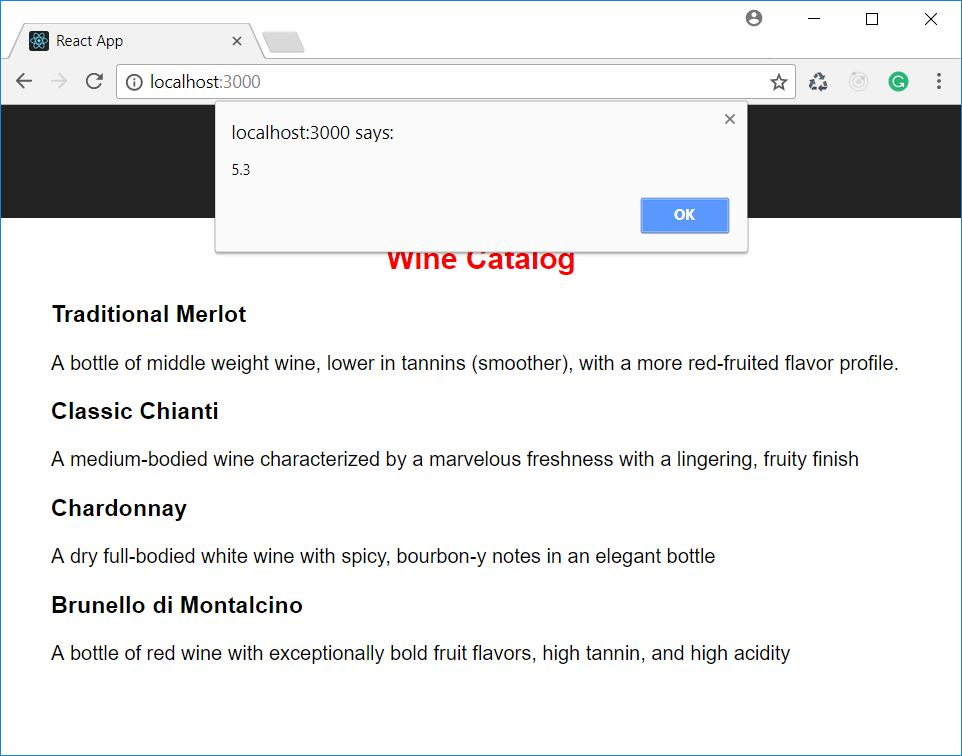 React App
localhost:3000
localhost:3000 says:
5.3
OK
Wine Catalog
Traditional Merlot
A bottle of middle weight wine, lower in tannins (smoother), with a more red-fruited flavor profile.
Classic Chianti
A medium-bodied wine characterized by a marvelous freshness with a lingering, fruity finish
Chardonnay
A dry full-bodied white wine with spicy, bourbon-y notes in an elegant bottle
Brunello di Montalcino
A bottle of red wine with exceptionally bold fruit flavors, high tannin, and high acidity